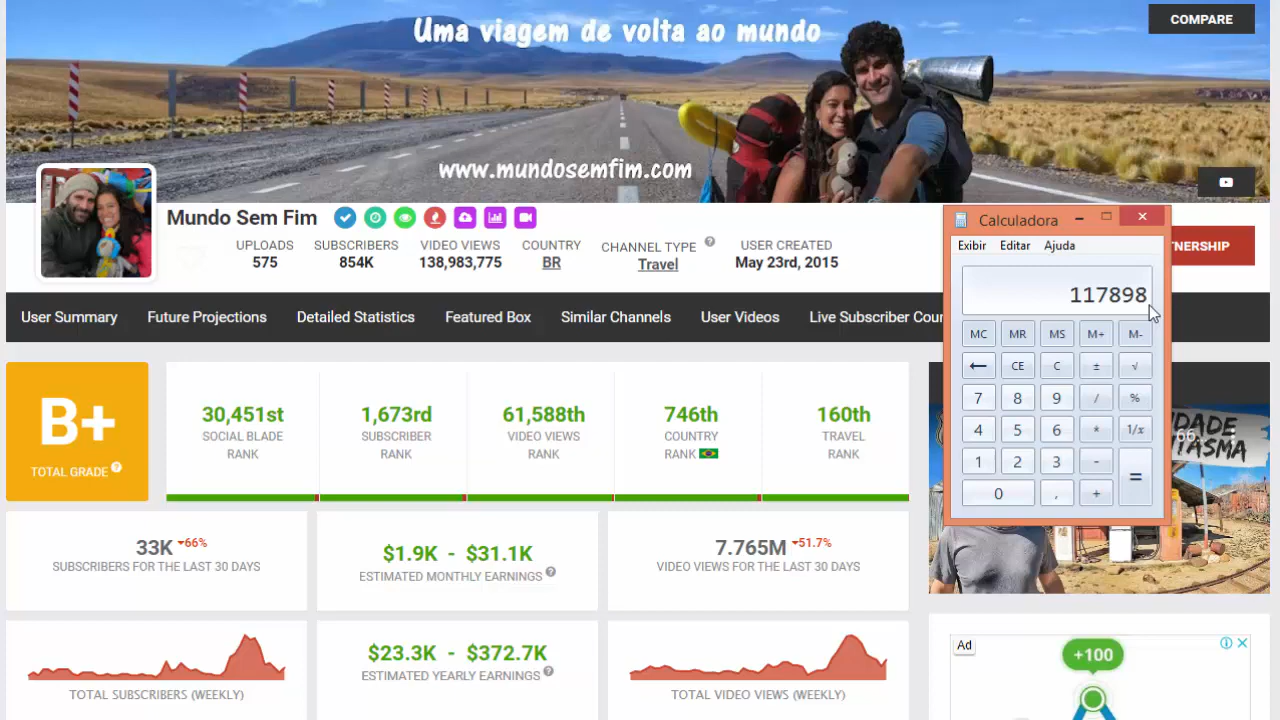 Uma viagem de volta ao mundo
COMPARE
www.mundosemfim.com
Mundo Sem Fim
UPLOADS
575
SUBSCRIBERS
854K
VIDEO VIEWS
138,983,775
COUNTRY
BR
CHANNEL TYPE ?
Travel
USER CREATED
May 23rd, 2015
NERSHIP
Calculadora
Exibir Editar Ajuda
117898
MC MR MS M+ M-
← CE C ± √
7 8 9 / %
4 5 6 * 1/x
1 2 3 - =
0 , +
User Summary Future Projections Detailed Statistics Featured Box Similar Channels User Videos Live Subscriber Cou
B+
TOTAL GRADE ?
30,451st
SOCIAL BLADE
RANK
1,673rd
SUBSCRIBER
RANK
61,588th
VIDEO VIEWS
RANK
746th
COUNTRY
RANK
160th
TRAVEL
RANK
33K 66%
SUBSCRIBERS FOR THE LAST 30 DAYS
$1.9K - $31.1K
ESTIMATED MONTHLY EARNINGS ?
7.765M 51.7%
VIDEO VIEWS FOR THE LAST 30 DAYS
TOTAL SUBSCRIBERS (WEEKLY)
$23.3K - $372.7K
ESTIMATED YEARLY EARNINGS ?
TOTAL VIDEO VIEWS (WEEKLY)
Ad
+100